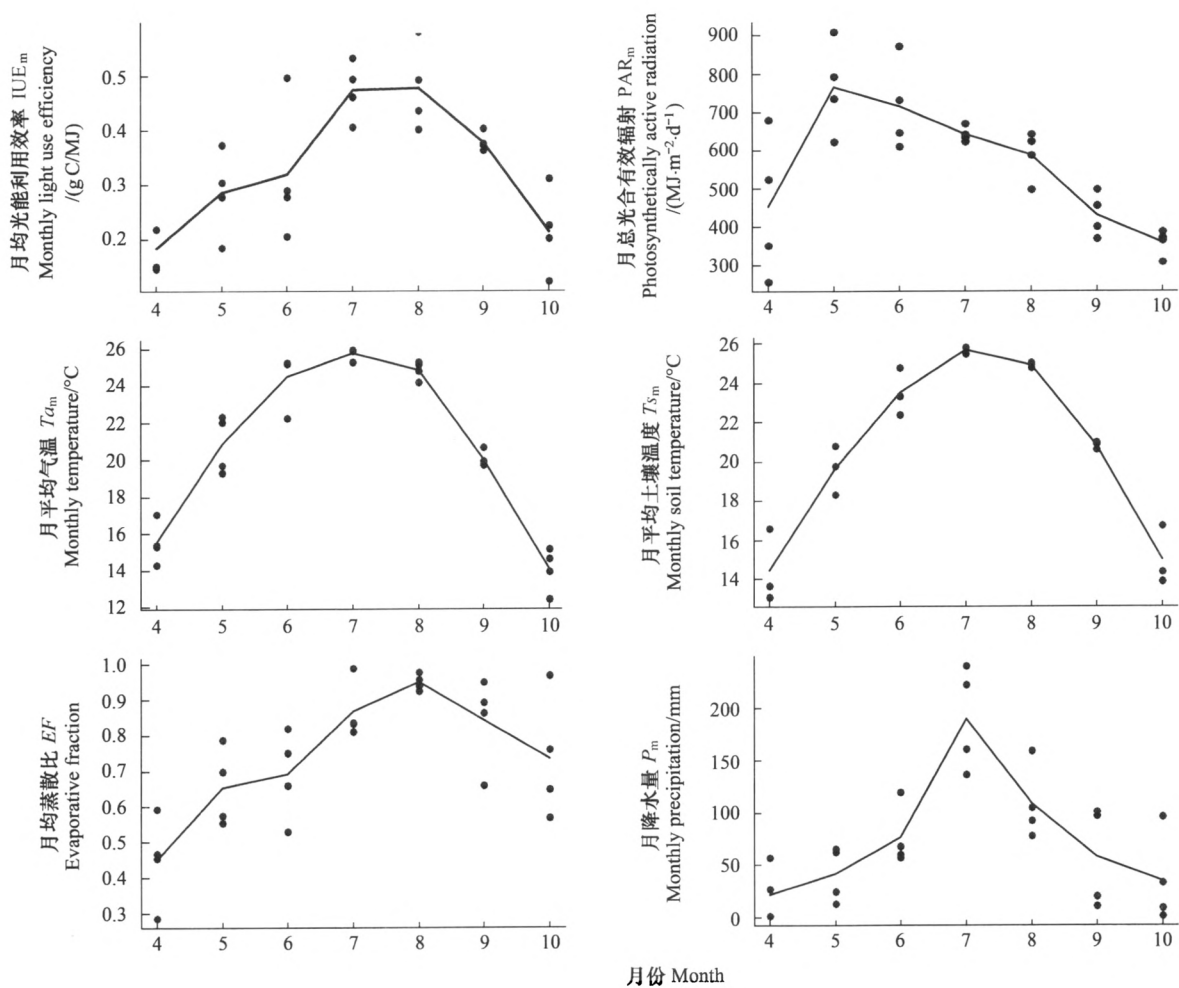 月均光能利用效率 IUEm
Monthly light use efficiency
/(g C/MJ)
0.5
0.4
0.3
0.2
4 5 6 7 8 9 10
月总光合有效辐射 PARm
Photosynthetically active radiation
/(MJ·m⁻²·d⁻¹)
900
800
700
600
500
400
300
4 5 6 7 8 9 10
月平均气温 Tam
Monthly temperature/°C
26
24
22
20
18
16
14
12
4 5 6 7 8 9 10
月平均土壤温度 Tsm
Monthly soil temperature/°C
26
24
22
20
18
16
14
4 5 6 7 8 9 10
月均蒸散比 EF
Evaporative fraction
1.0
0.9
0.8
0.7
0.6
0.5
0.4
0.3
4 5 6 7 8 9 10
月降水量 Pm
Monthly precipitation/mm
200
150
100
50
0
4 5 6 7 8 9 10
月份 Month